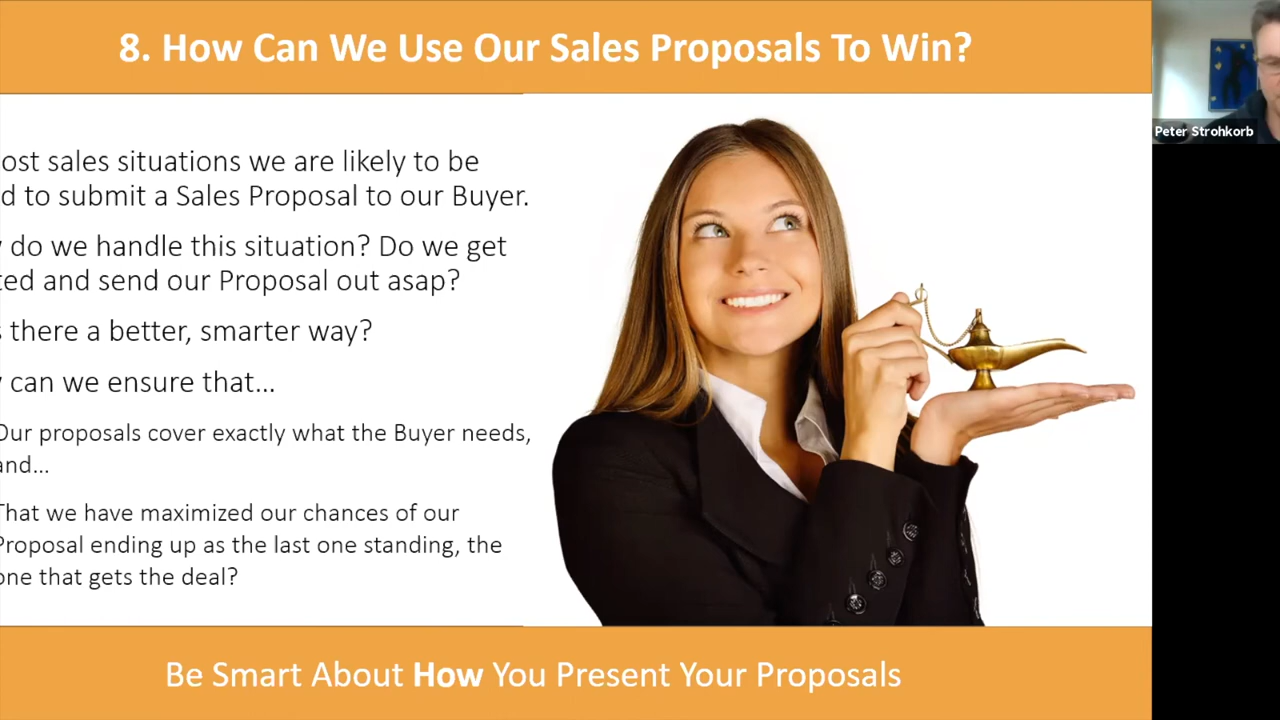 8. How Can We Use Our Sales Proposals To Win?
Peter Strohkorb
ost sales situations we are likely to be
d to submit a Sales Proposal to our Buyer.
do we handle this situation? Do we get
ted and send our Proposal out asap?
s there a better, smarter way?
can we ensure that...
Our proposals cover exactly what the Buyer needs,
and...
That we have maximized our chances of our
Proposal ending up as the last one standing, the
one that gets the deal?
Be Smart About How You Present Your Proposals